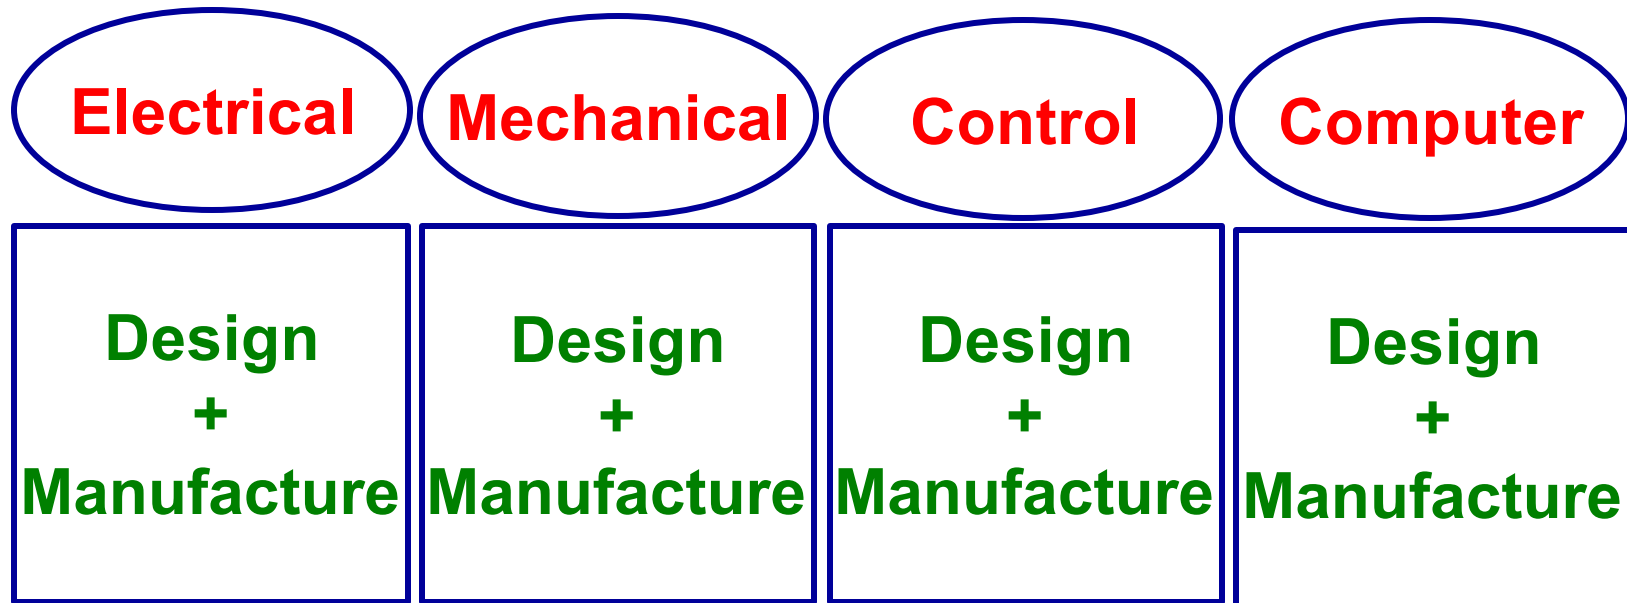 Electrical
Mechanical
Control
Computer
Design
+
Manufacture
Design
+
Manufacture
Design
+
Manufacture
Design
+
Manufacture